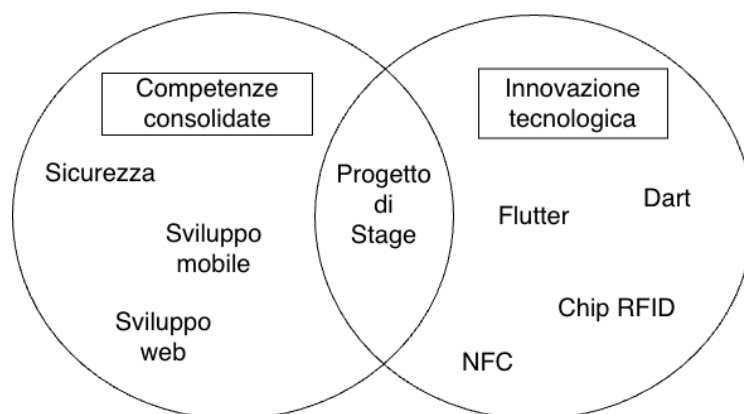 Competenze
consolidate
Sicurezza
Sviluppo
mobile
Sviluppo
web
Progetto
di
Stage
Innovazione
tecnologica
Dart
Flutter
Chip RFID
NFC